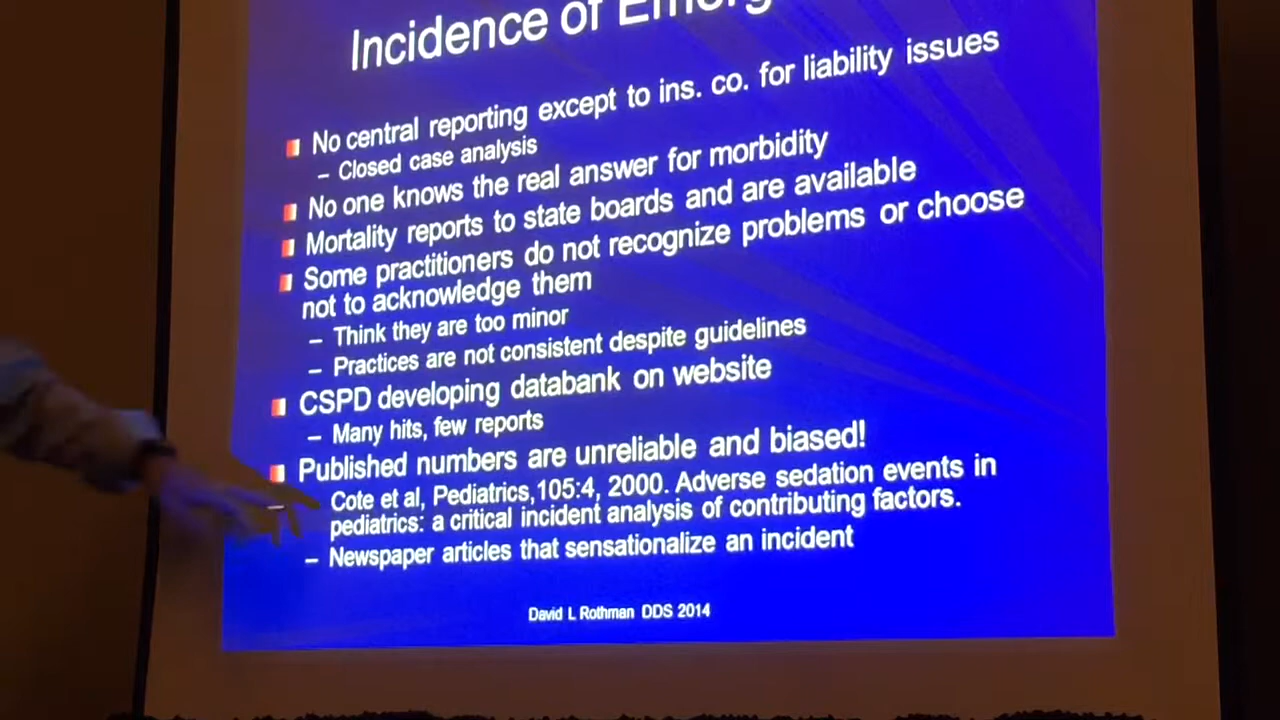 Incidence of Emerg
No central reporting except to ins. co. for liability issues
– Closed case analysis
No one knows the real answer for morbidity
Mortality reports to state boards and are available
Some practitioners do not recognize problems or choose
not to acknowledge them
– Think they are too minor
– Practices are not consistent despite guidelines
CSPD developing databank on website
– Many hits, few reports
Published numbers are unreliable and biased!
Cote et al, Pediatrics,105:4, 2000. Adverse sedation events in
pediatrics: a critical incident analysis of contributing factors.
– Newspaper articles that sensationalize an incident
David L Rothman DDS 2014